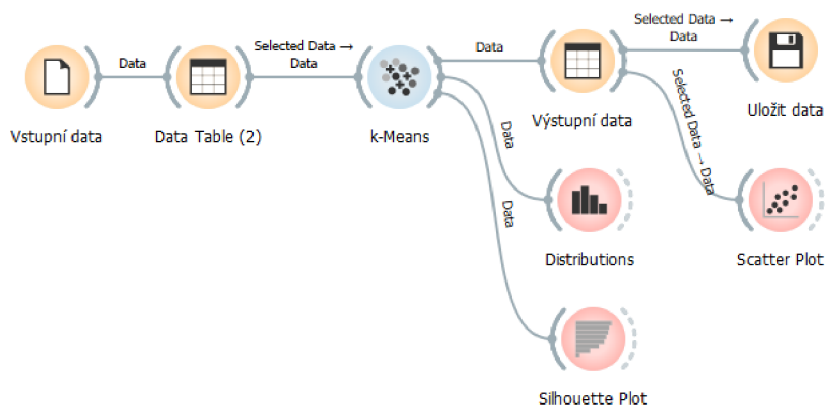 Data
Selected Data →
Data
Data
Selected Data →
Data
Vstupní data
Data Table (2)
k-Means
Výstupní data
Uložit data
Selected Data → Data
Data
Data
Distributions
Scatter Plot
Silhouette Plot